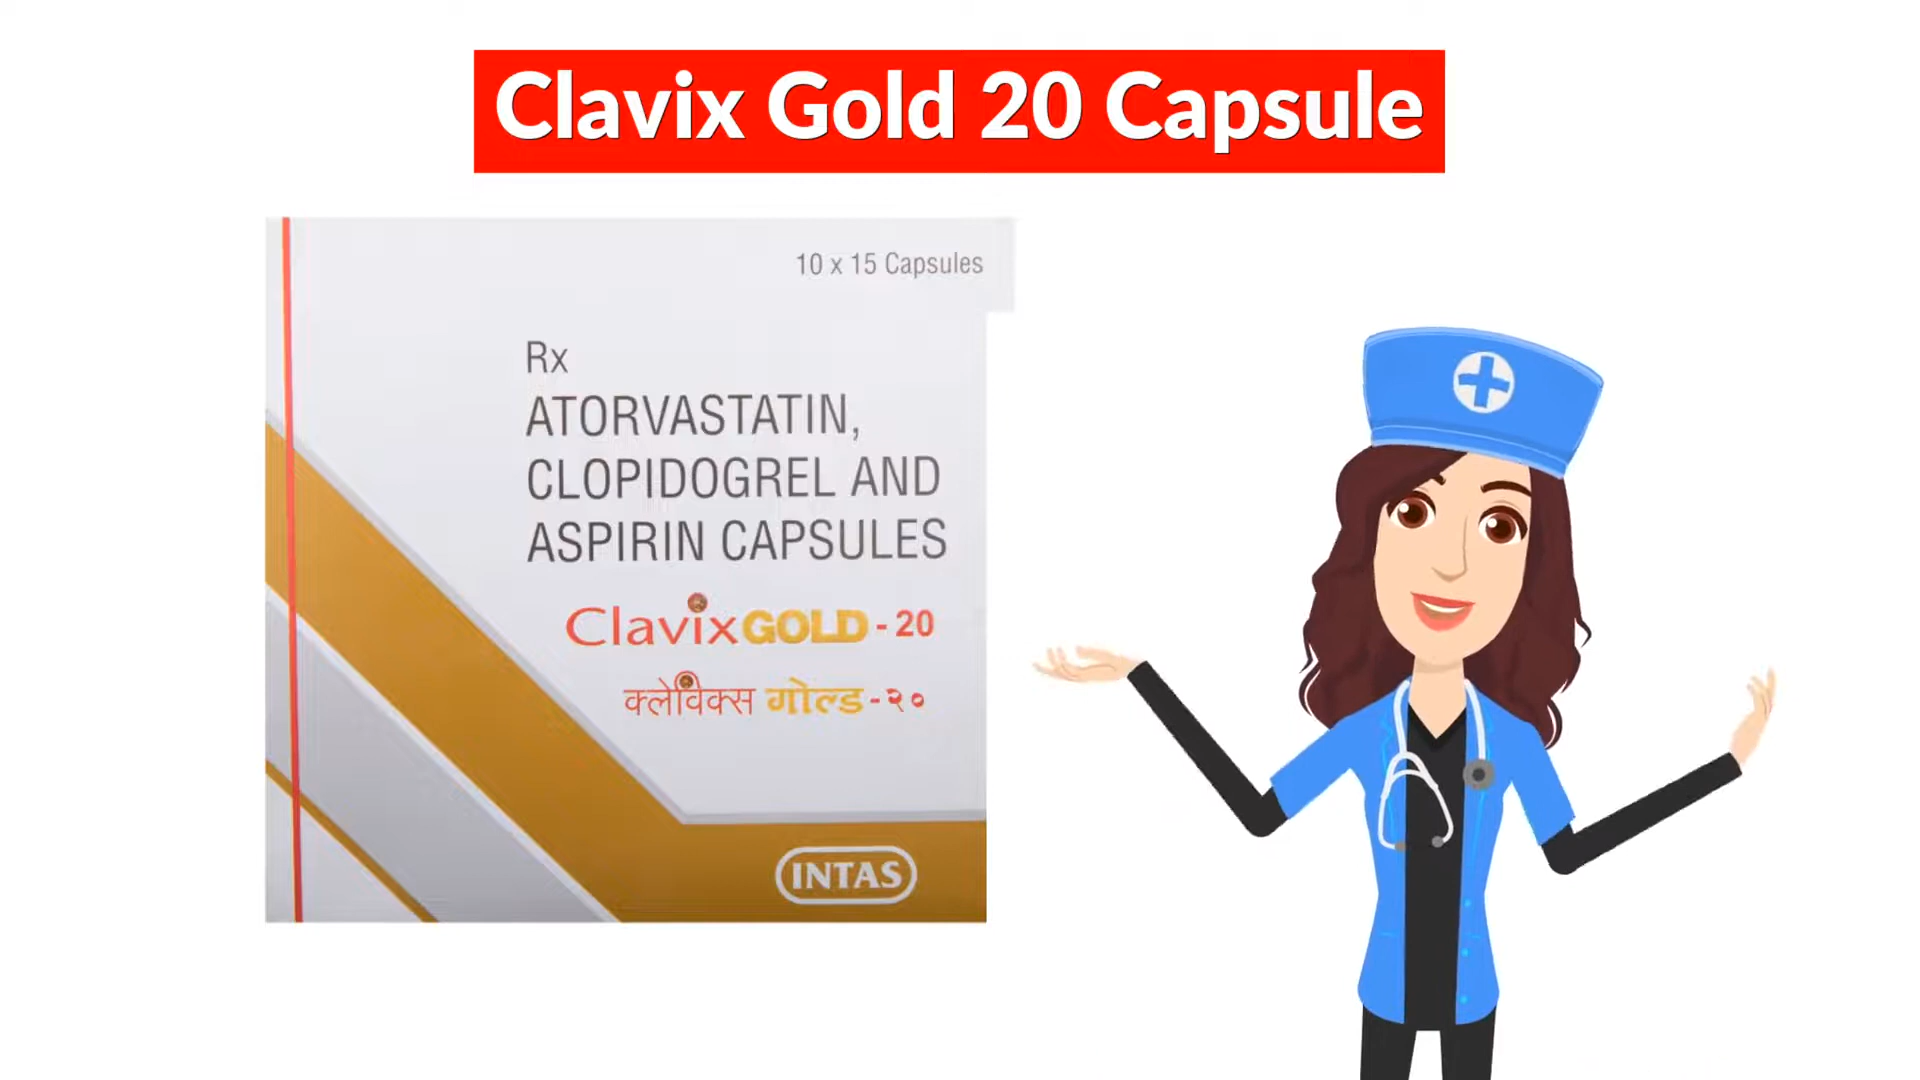 Clavix Gold 20 Capsule
10 x 15 Capsules
Rx
ATORVASTATIN,
CLOPIDOGREL AND
ASPIRIN CAPSULES
ClavixGOLD - 20
क्लेविक्स गोल्ड - २०
INTAS